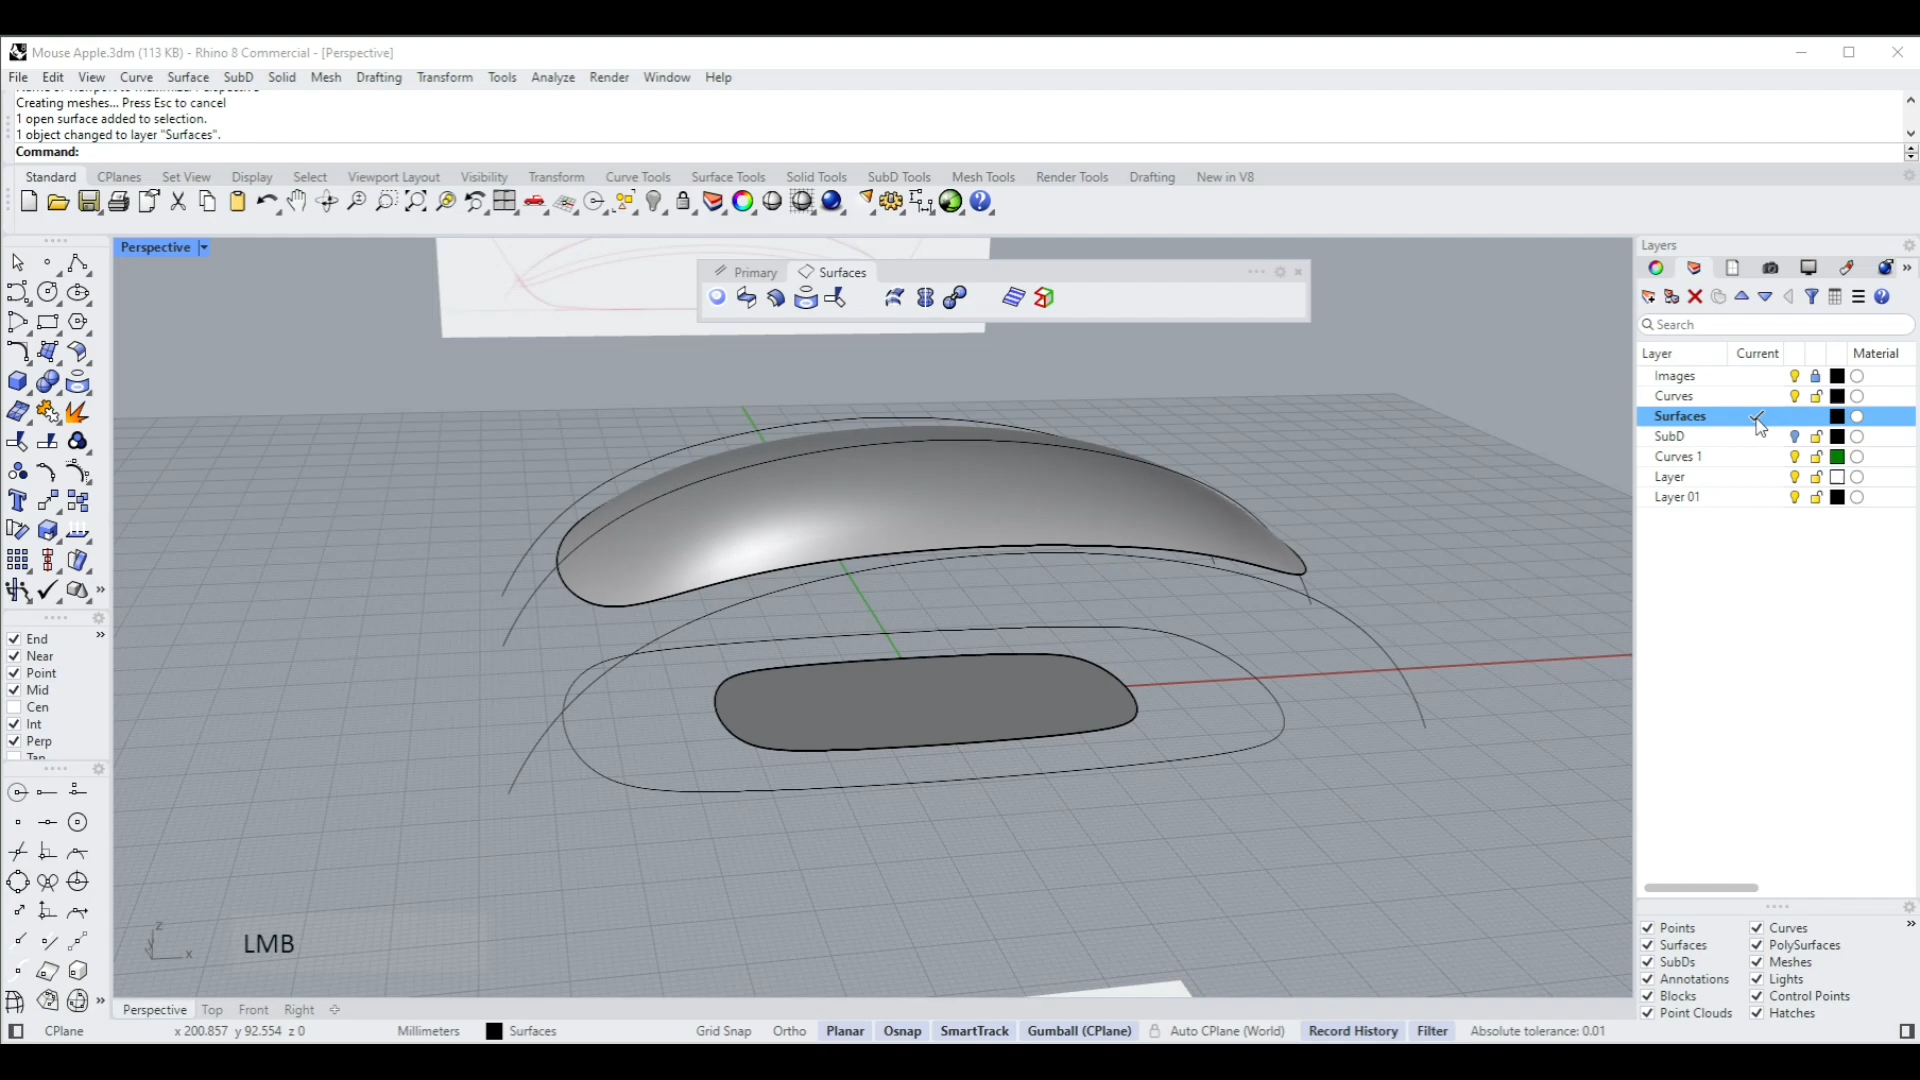 Mouse Apple.3dm (113 KB) - Rhino 8 Commercial - [Perspective]
File Edit View Curve Surface SubD Solid Mesh Drafting Transform Tools Analyze Render Window Help
Creating meshes... Press Esc to cancel
1 open surface added to selection.
1 object changed to layer "Surfaces".
Command:
Standard CPlanes Set View Display Select Viewport Layout Visibility Transform Curve Tools Surface Tools Solid Tools SubD Tools Mesh Tools Render Tools Drafting New in V8
Perspective
Primary Surfaces
Layers
Search
Layer Current Material
Images
Curves
Surfaces
SubD
Curves 1
Layer
Layer 01
End
Near
Point
Mid
Cen
Int
Perp
Tan
z
y x
LMB
Points Curves
Surfaces PolySurfaces
SubDs Meshes
Annotations Lights
Blocks Control Points
Point Clouds Hatches
Perspective Top Front Right
CPlane x 200.857 y 92.554 z 0 Millimeters Surfaces Grid Snap Ortho Planar Osnap SmartTrack Gumball (CPlane) Auto CPlane (World) Record History Filter Absolute tolerance: 0.01